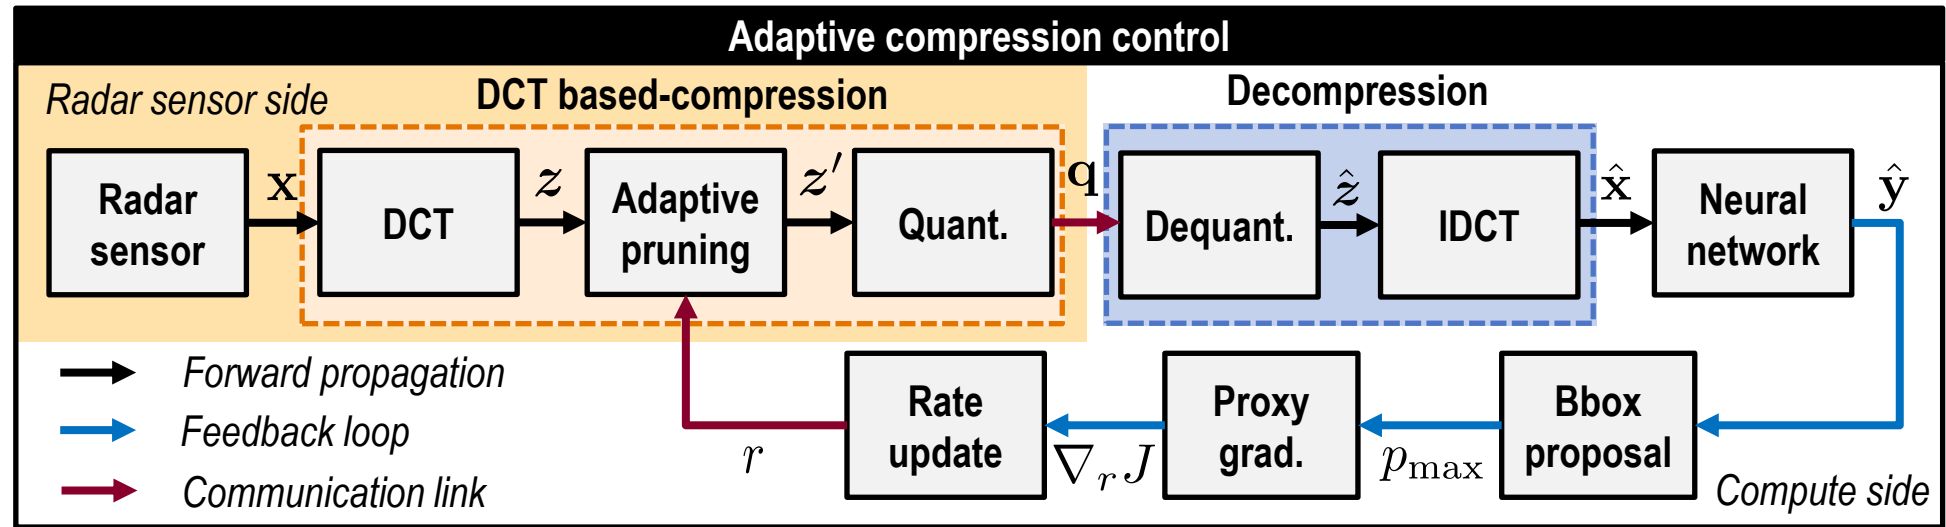 Adaptive compression control
Radar sensor side
DCT based-compression
Decompression
Radar
sensor
x
DCT
z
Adaptive
pruning
z′
Quant.
q
Dequant.
ẑ
IDCT
x̂
Neural
network
ŷ
Forward propagation
Feedback loop
Communication link
r
Rate
update
∇rJ
Proxy
grad.
pmax
Bbox
proposal
Compute side